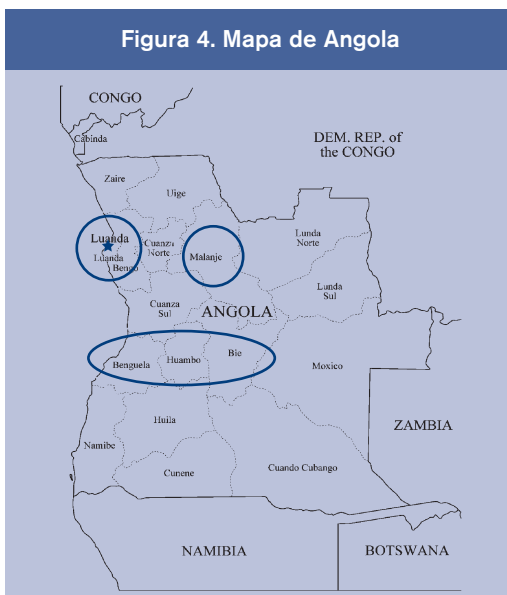 Figura 4. Mapa de Angola
CONGO
Cabinda
DEM. REP. of
the CONGO
Zaire
Uige
Luanda
Luanda
Bengo
Cuanza
Norte
Malanje
Lunda
Norte
Lunda
Sul
Cuanza
Sul
ANGOLA
Benguela
Huambo
Bie
Moxico
Huila
ZAMBIA
Namibe
Cunene
Cuando Cubango
NAMIBIA
BOTSWANA